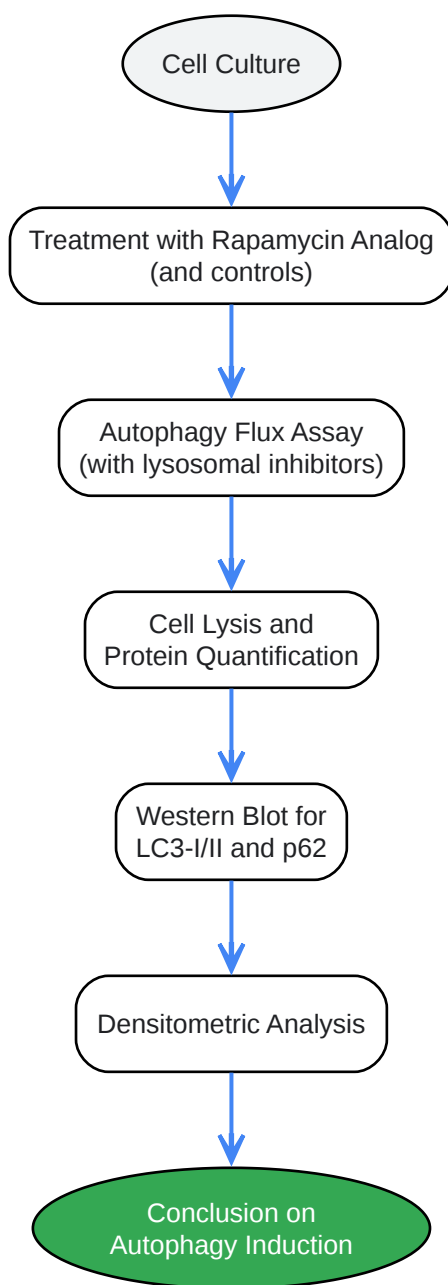 Cell Culture
Treatment with Rapamycin Analog
(and controls)
Autophagy Flux Assay
(with lysosomal inhibitors)
Cell Lysis and
Protein Quantification
Western Blot for
LC3-I/II and p62
Densitometric Analysis
Conclusion on
Autophagy Induction